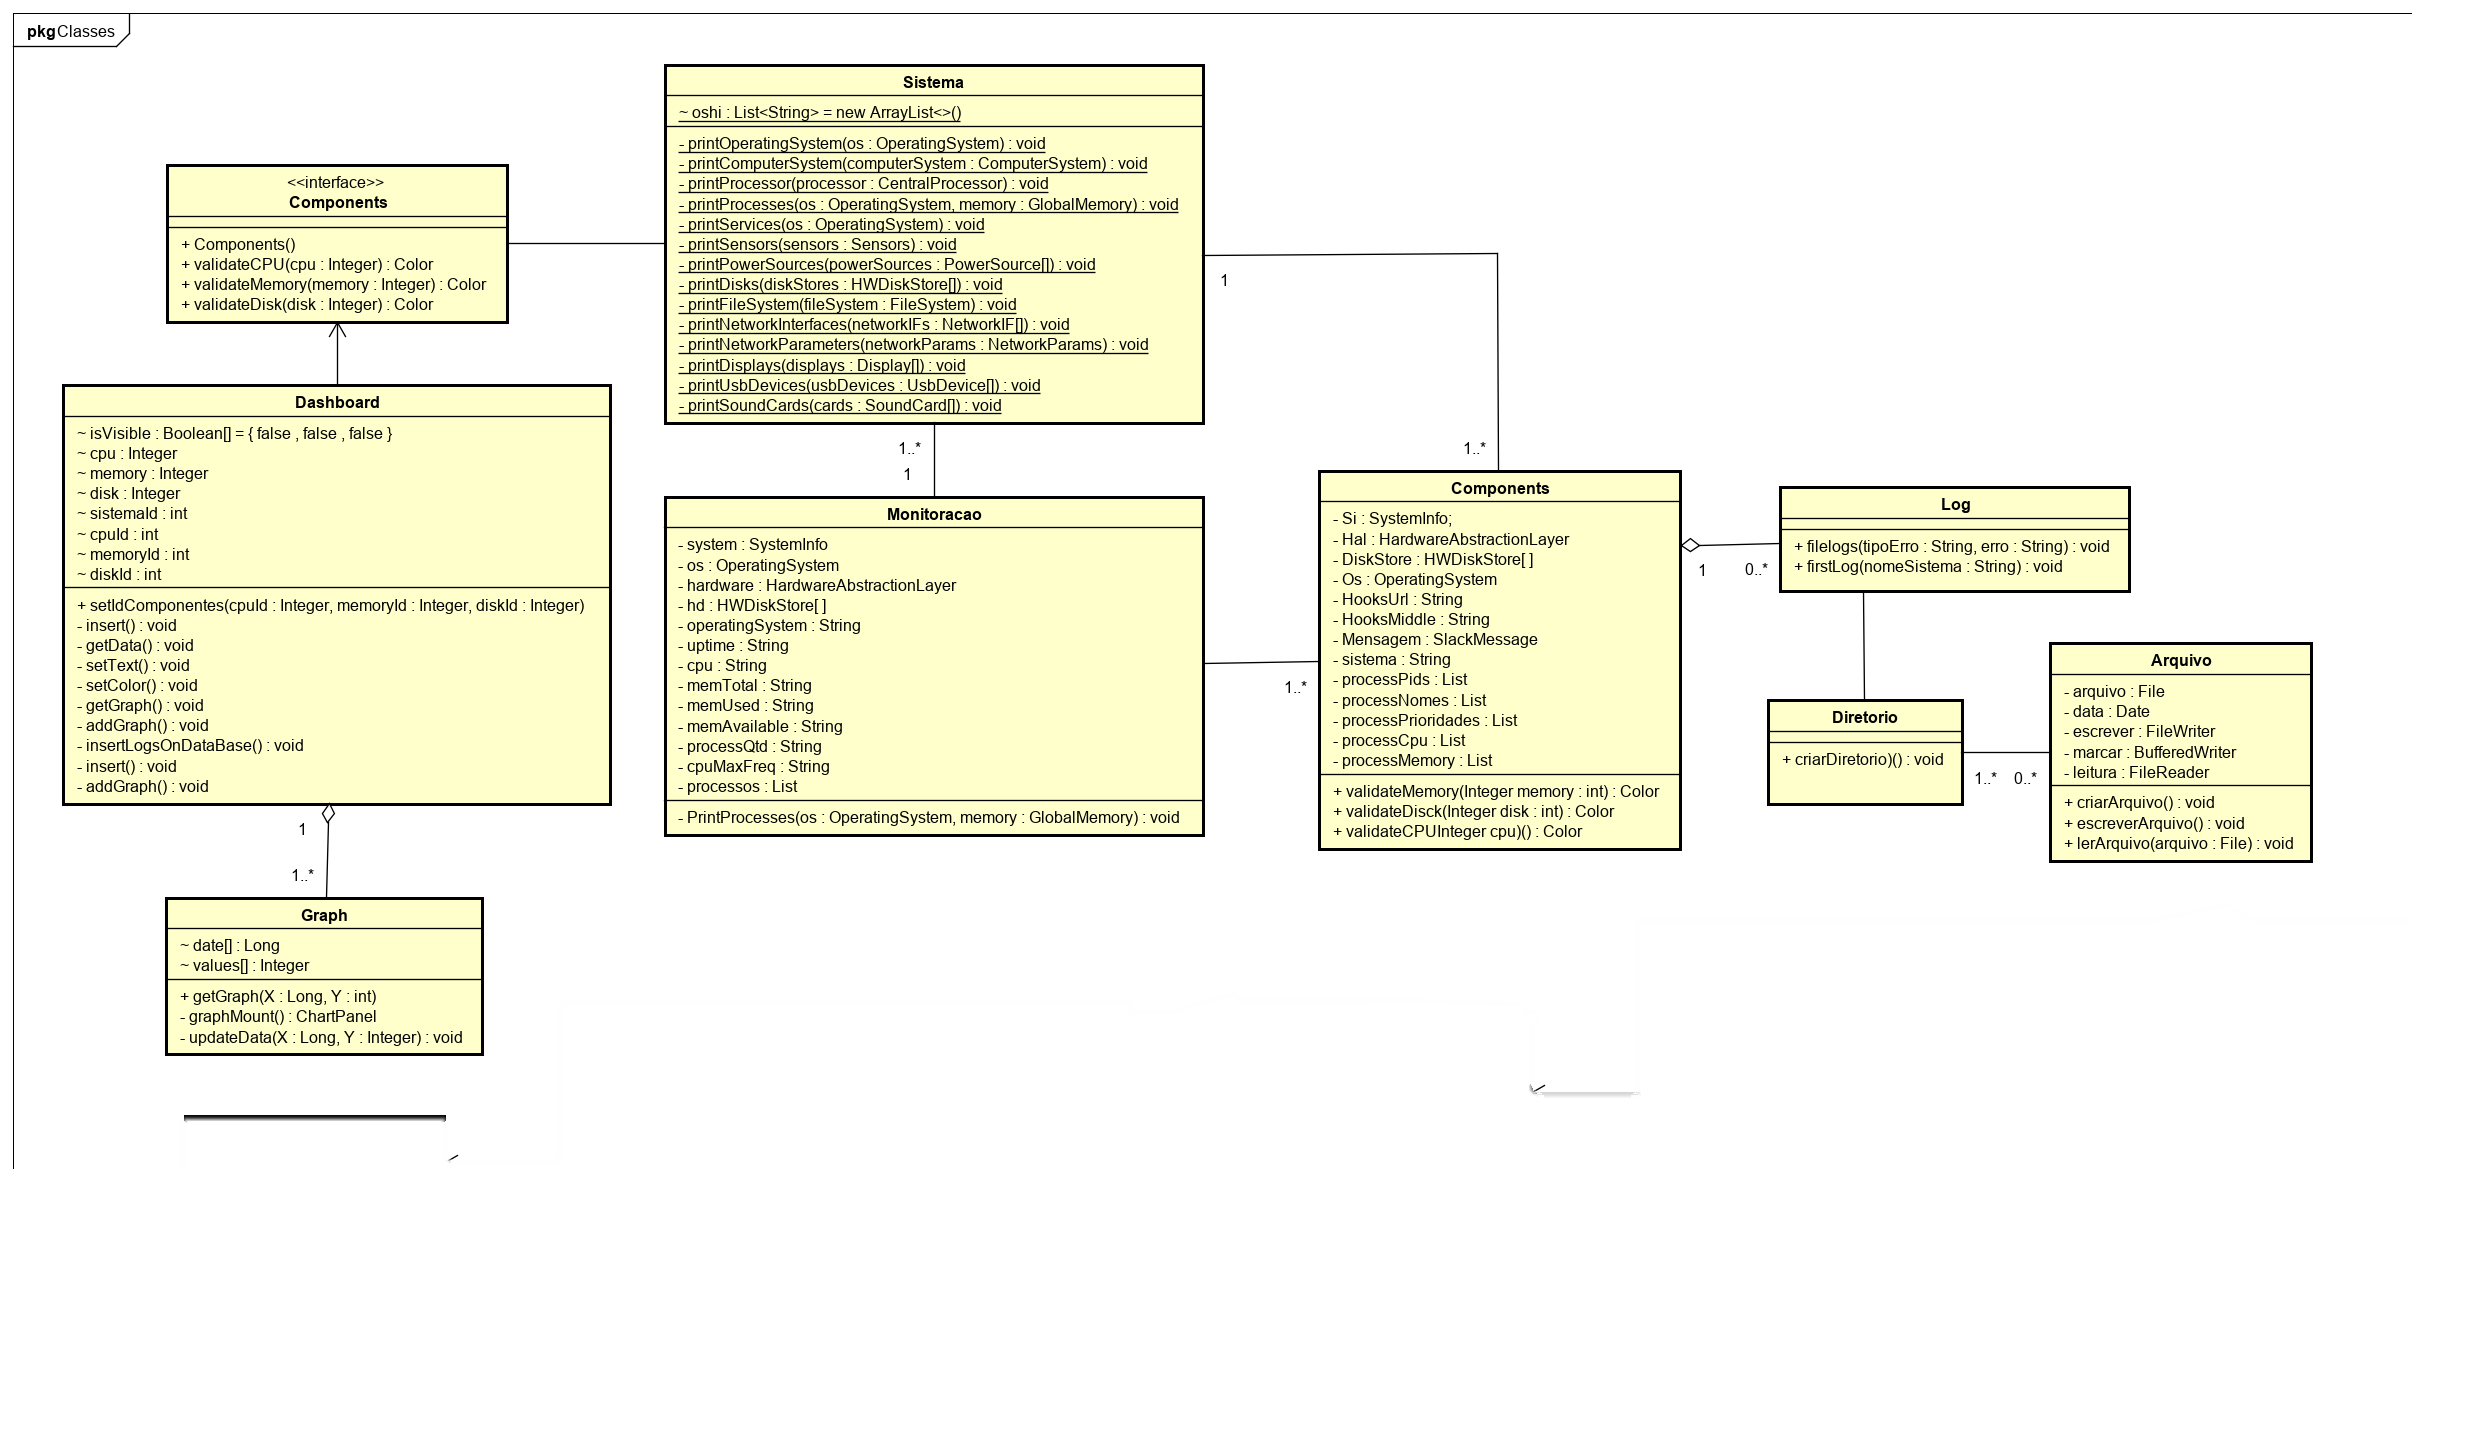 pkg Classes
Sistema
~ oshi : List<String> = new ArrayList<>()
- printOperatingSystem(os : OperatingSystem) : void
- printComputerSystem(computerSystem : ComputerSystem) : void
- printProcessor(processor : CentralProcessor) : void
- printProcesses(os : OperatingSystem, memory : GlobalMemory) : void
- printServices(os : OperatingSystem) : void
- printSensors(sensors : Sensors) : void
- printPowerSources(powerSources : PowerSource[]) : void
- printDisks(diskStores : HWDiskStore[]) : void
- printFileSystem(fileSystem : FileSystem) : void
- printNetworkInterfaces(networkIFs : NetworkIF[]) : void
- printNetworkParameters(networkParams : NetworkParams) : void
- printDisplays(displays : Display[]) : void
- printUsbDevices(usbDevices : UsbDevice[]) : void
- printSoundCards(cards : SoundCard[]) : void
<<interface>>
Components
+ Components()
+ validateCPU(cpu : Integer) : Color
+ validateMemory(memory : Integer) : Color
+ validateDisk(disk : Integer) : Color
1
1..*
1..*
1
Dashboard
~ isVisible : Boolean[] = { false , false , false }
~ cpu : Integer
~ memory : Integer
~ disk : Integer
~ sistemaId : int
~ cpuId : int
~ memoryId : int
~ diskId : int
+ setIdComponentes(cpuId : Integer, memoryId : Integer, diskId : Integer)
- insert() : void
- getData() : void
- setText() : void
- setColor() : void
- getGraph() : void
- addGraph() : void
- insertLogsOnDataBase() : void
- insert() : void
- addGraph() : void
1
1..*
Monitoracao
- system : SystemInfo
- os : OperatingSystem
- hardware : HardwareAbstractionLayer
- hd : HWDiskStore[ ]
- operatingSystem : String
- uptime : String
- cpu : String
- memTotal : String
- memUsed : String
- memAvailable : String
- processQtd : String
- cpuMaxFreq : String
- processos : List
- PrintProcesses(os : OperatingSystem, memory : GlobalMemory) : void
1..*
Components
- Si : SystemInfo;
- Hal : HardwareAbstractionLayer
- DiskStore : HWDiskStore[ ]
- Os : OperatingSystem
- HooksUrl : String
- HooksMiddle : String
- Mensagem : SlackMessage
- sistema : String
- processPids : List
- processNomes : List
- processPrioridades : List
- processCpu : List
- processMemory : List
+ validateMemory(Integer memory : int) : Color
+ validateDisck(Integer disk : int) : Color
+ validateCPUInteger cpu)() : Color
1
0..*
Log
+ filelogs(tipoErro : String, erro : String) : void
+ firstLog(nomeSistema : String) : void
Diretorio
+ criarDiretorio)() : void
1..*
0..*
Arquivo
- arquivo : File
- data : Date
- escrever : FileWriter
- marcar : BufferedWriter
- leitura : FileReader
+ criarArquivo() : void
+ escreverArquivo() : void
+ lerArquivo(arquivo : File) : void
Graph
~ date[] : Long
~ values[] : Integer
+ getGraph(X : Long, Y : int)
- graphMount() : ChartPanel
- updateData(X : Long, Y : Integer) : void